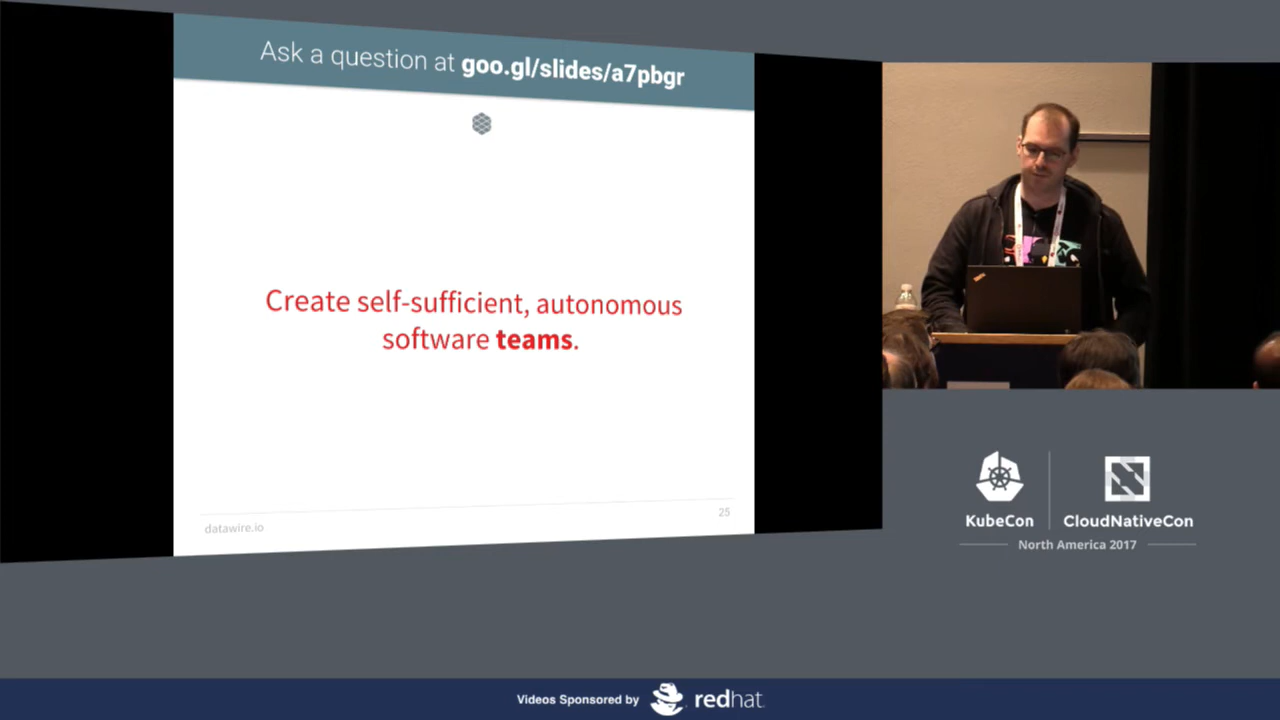 Ask a question at goo.gl/slides/a7pbgr
Create self-sufficient, autonomous
software teams.
datawire.io
25
KubeCon
CloudNativeCon
North America 2017
Videos Sponsored by
redhat.